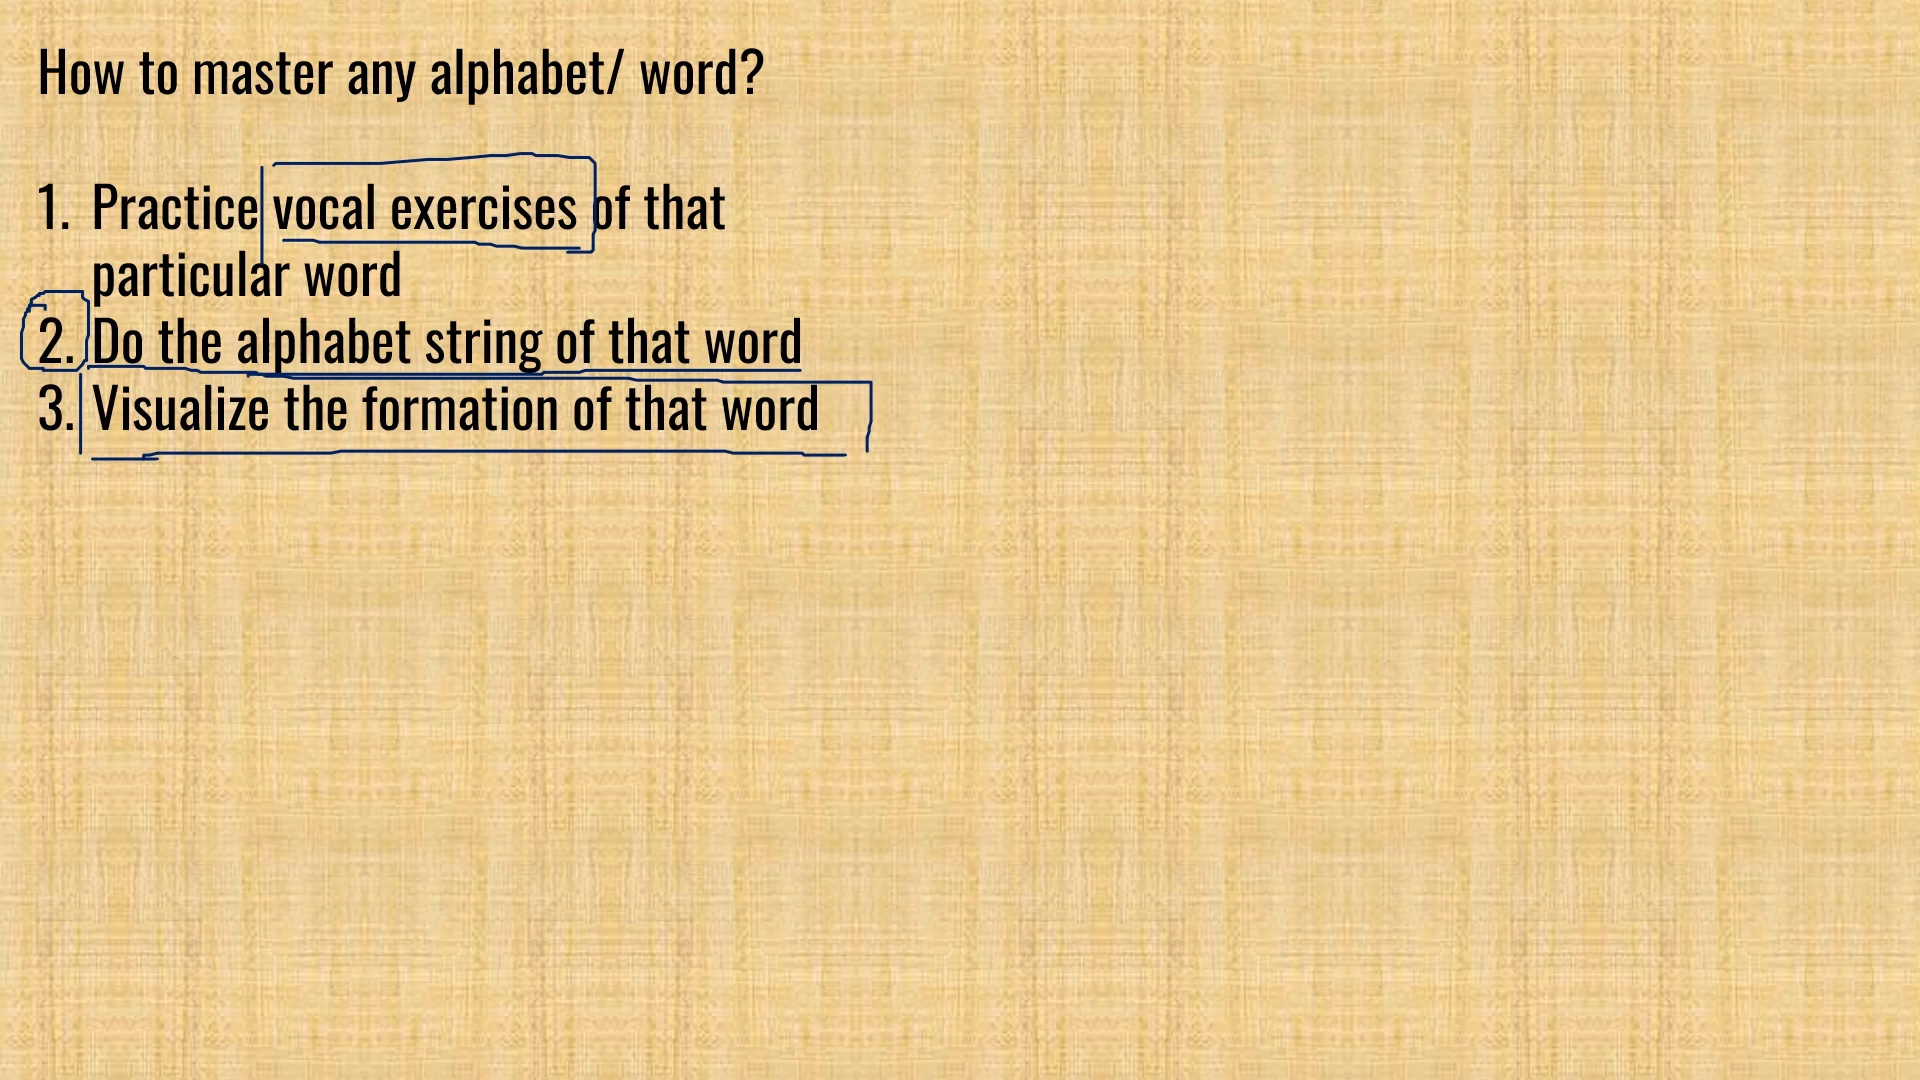 How to master any alphabet/ word?
1. Practice vocal exercises of that
particular word
2. Do the alphabet string of that word
3. Visualize the formation of that word